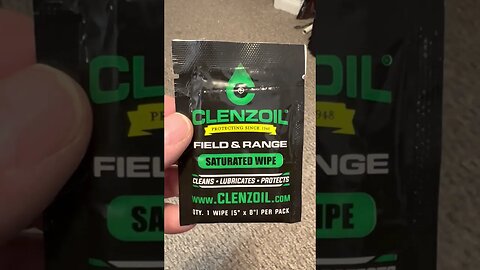 CLENZOIL®
PROTECTING SINCE 1948
FIELD & RANGE
SATURATED WIPE
CLEANS • LUBRICATES • PROTECTS
WWW.CLENZOIL.COM
QTY. 1 WIPE (5" x 8") PER PACK